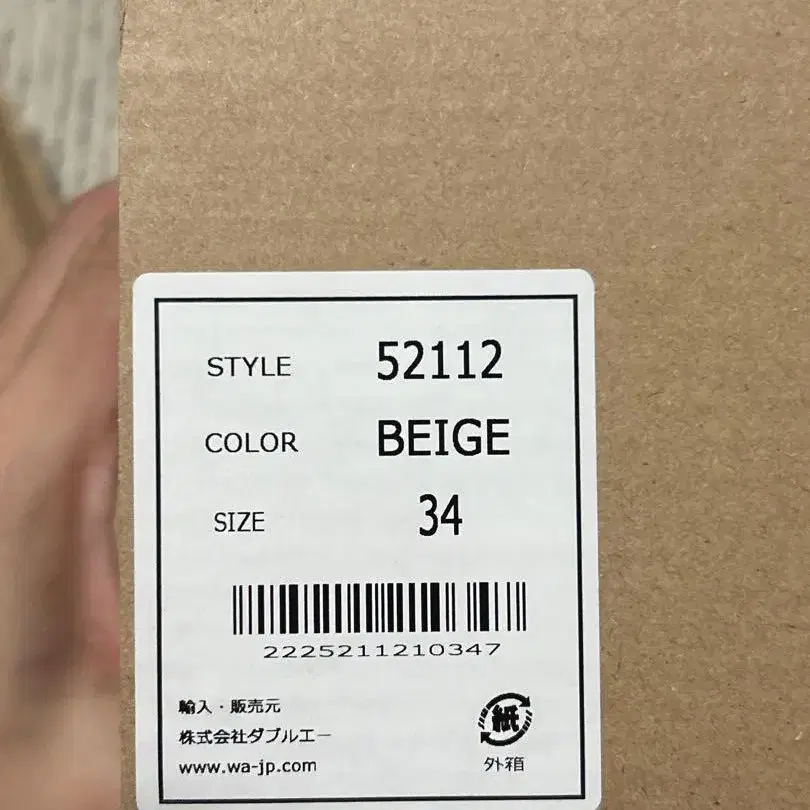 STYLE 52112
COLOR BEIGE
SIZE 34
2225211210347
輸入・販売元
株式会社ダブルエー
www.wa-jp.com
紙
外箱